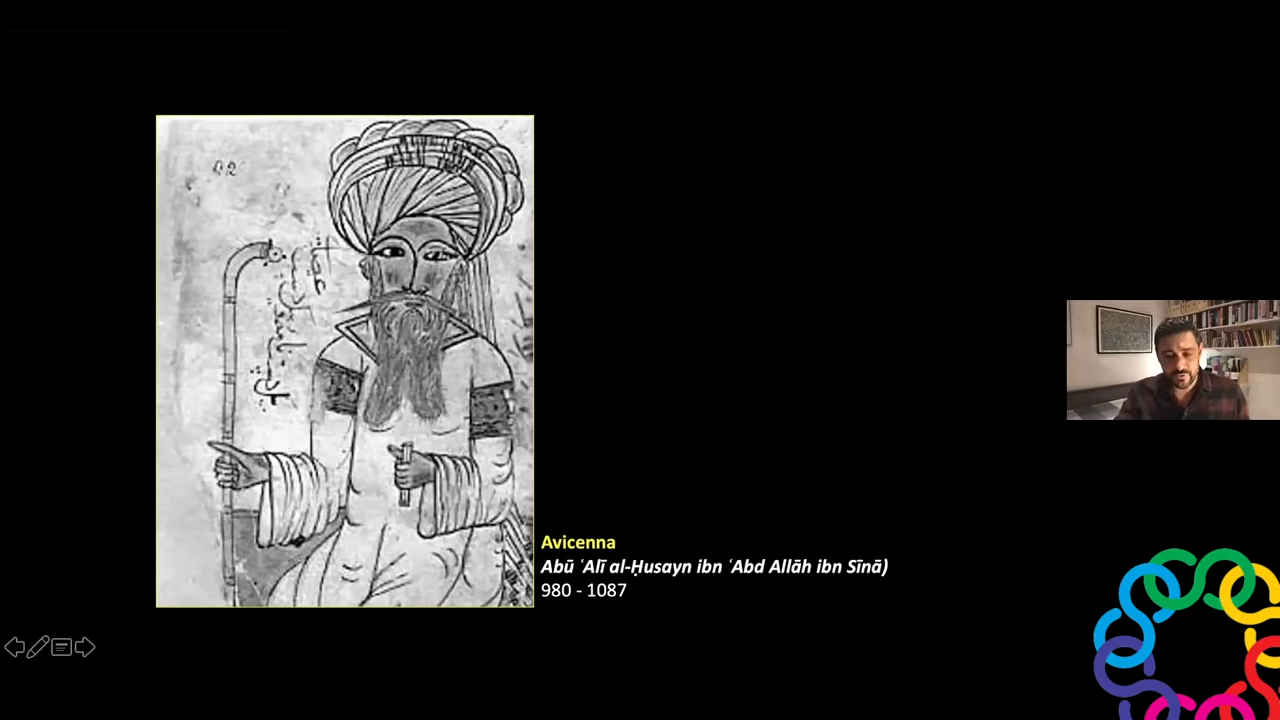 Avicenna
Abū ʿAlī al-Ḥusayn ibn ʿAbd Allāh ibn Sīnā)
980 - 1087